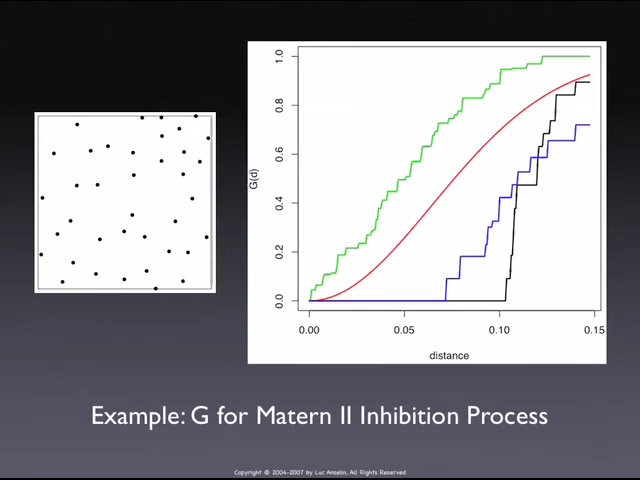 1.0
0.8
0.6
0.4
0.2
0.0
G(d)
0.00 0.05 0.10 0.15
distance
Example: G for Matern II Inhibition Process
Copyright © 2004-2007 by Luc Anselin, All Rights Reserved